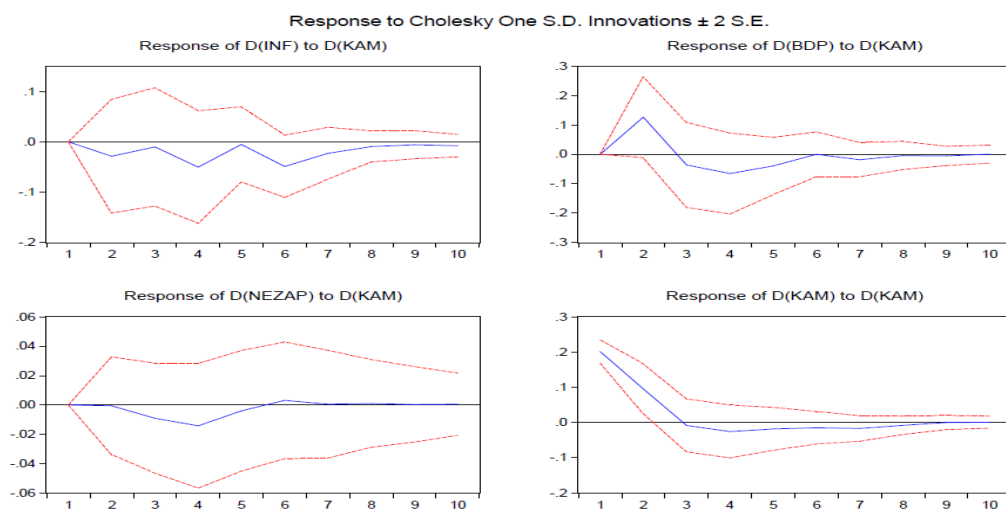 Response to Cholesky One S.D. Innovations ± 2 S.E.
Response of D(INF) to D(KAM)
.1
.0
-.1
-.2
1 2 3 4 5 6 7 8 9 10
Response of D(BDP) to D(KAM)
.3
.2
.1
.0
-.1
-.2
-.3
1 2 3 4 5 6 7 8 9 10
Response of D(NEZAP) to D(KAM)
.06
.04
.02
.00
-.02
-.04
-.06
1 2 3 4 5 6 7 8 9 10
Response of D(KAM) to D(KAM)
.3
.2
.1
.0
-.1
-.2
1 2 3 4 5 6 7 8 9 10